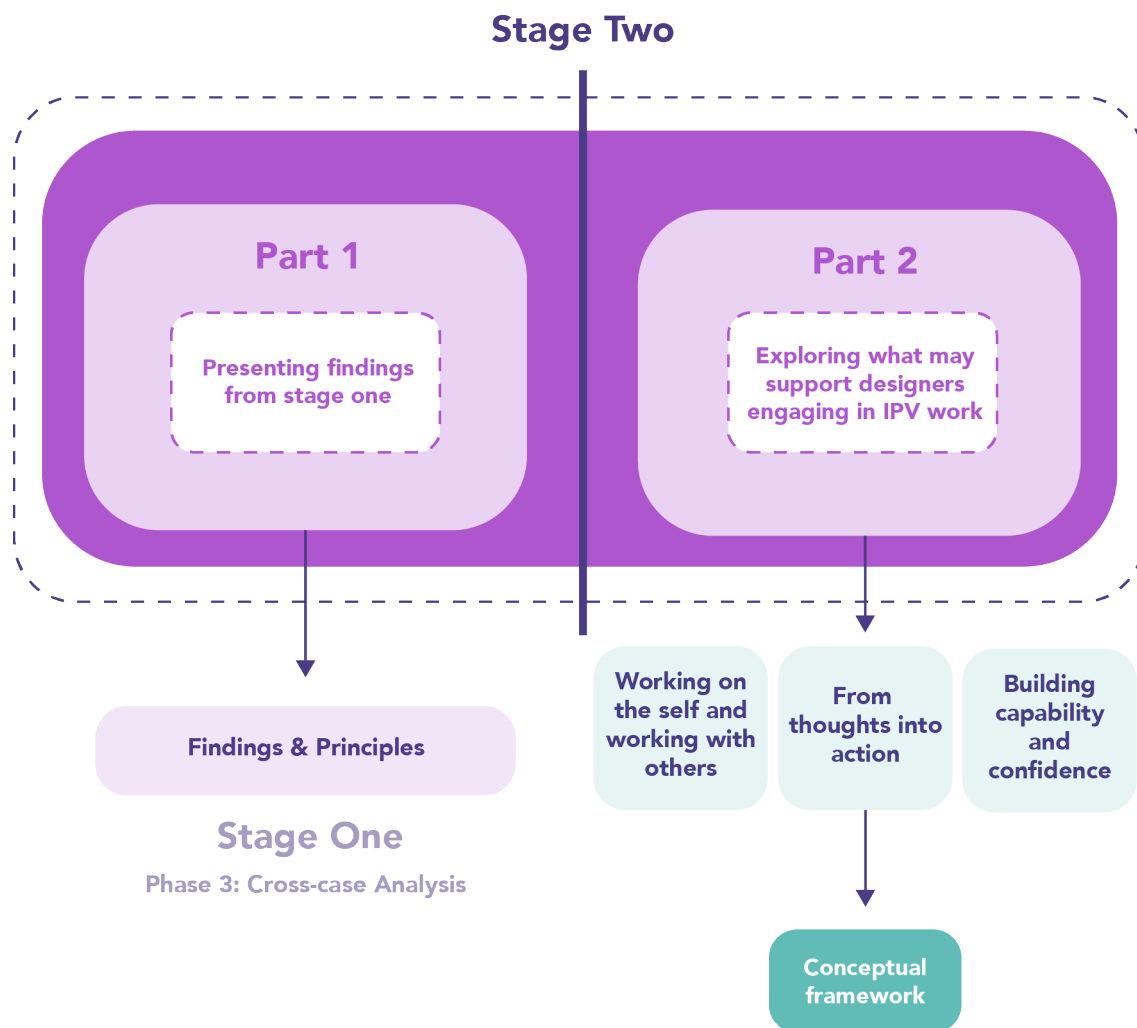 Stage Two
Part 1
Presenting findings
from stage one
Part 2
Exploring what may
support designers
engaging in IPV work
Findings & Principles
Stage One
Phase 3: Cross-case Analysis
Working on
the self and
working with
others
From
thoughts into
action
Building
capability
and
confidence
Conceptual
framework